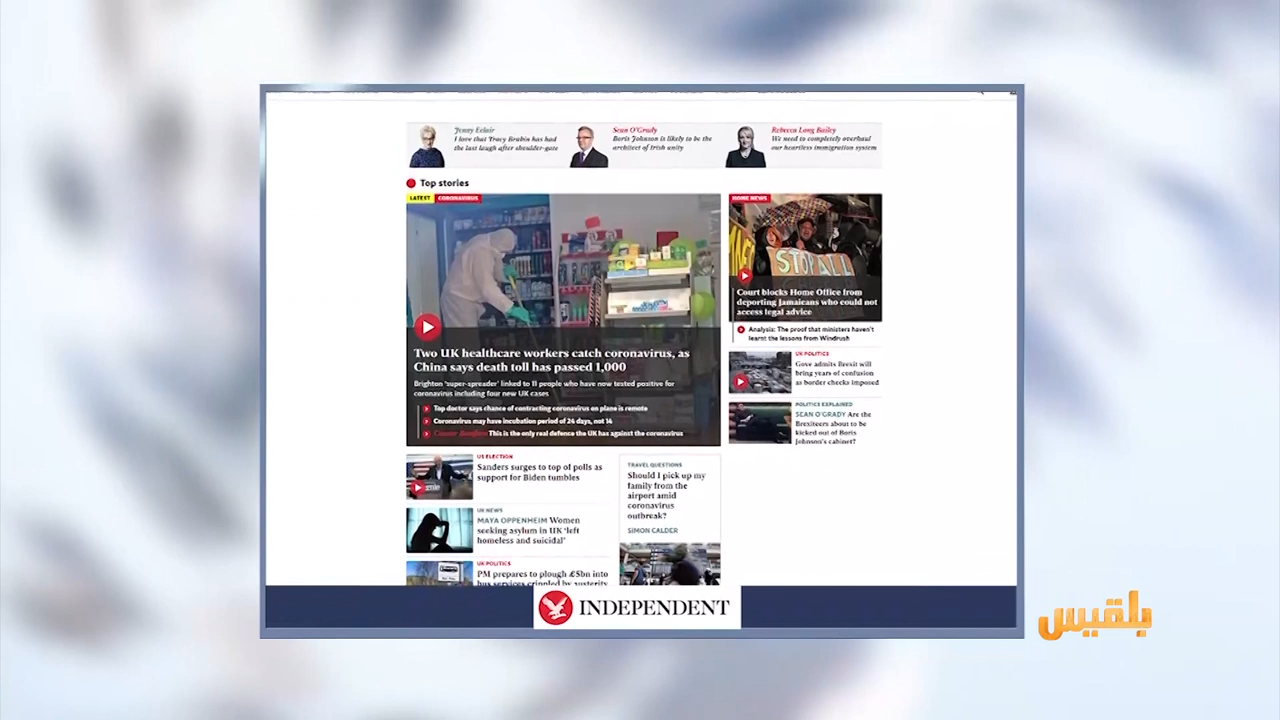 Jenny Eclair
I love that Tracy Brabin has had
the last laugh after shoulder-gate
Sean O'Grady
Boris Johnson is likely to be the
architect of Irish unity
Rebecca Long Bailey
We need to completely overhaul
our heartless immigration system
Top stories
LATEST
CORONAVIRUS
Two UK healthcare workers catch coronavirus, as
China says death toll has passed 1,000
Brighton 'super-spreader' linked to 11 people who have now tested positive for
coronavirus including four new UK cases
Top doctor says chance of contracting coronavirus on plane is remote
Coronavirus may have incubation period of 24 days, not 14
This is the only real defence the UK has against the coronavirus
HOME NEWS
STOP ALL
Court blocks Home Office from
deporting Jamaicans who could not
access legal advice
Analysis: The proof that ministers haven't
learnt the lessons from Windrush
UK POLITICS
Gove admits Brexit will
bring years of confusion
as border checks imposed
POLITICS EXPLAINED
SEAN O'GRADY Are the
Brexiteers about to be
kicked out of Boris
Johnson's cabinet?
US ELECTION
Sanders surges to top of polls as
support for Biden tumbles
UK NEWS
MAYA OPPENHEIM Women
seeking asylum in UK 'left
homeless and suicidal'
UK POLITICS
PM prepares to plough £5bn into
bus services crippled by austerity
TRAVEL QUESTIONS
Should I pick up my
family from the
airport amid
coronavirus
outbreak?
SIMON CALDER
INDEPENDENT
بلقيس